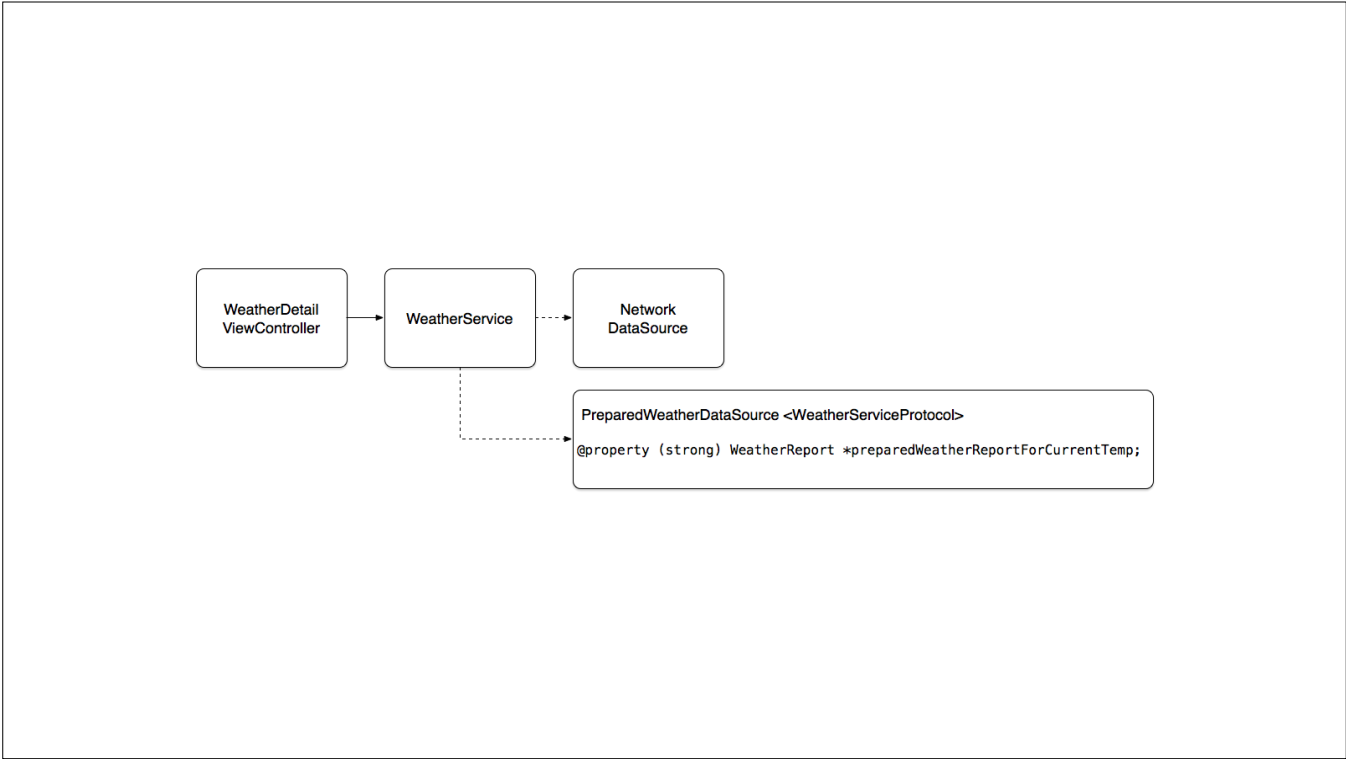 WeatherDetail
ViewController
WeatherService
Network
DataSource
PreparedWeatherDataSource <WeatherServiceProtocol>
@property (strong) WeatherReport *preparedWeatherReportForCurrentTemp;